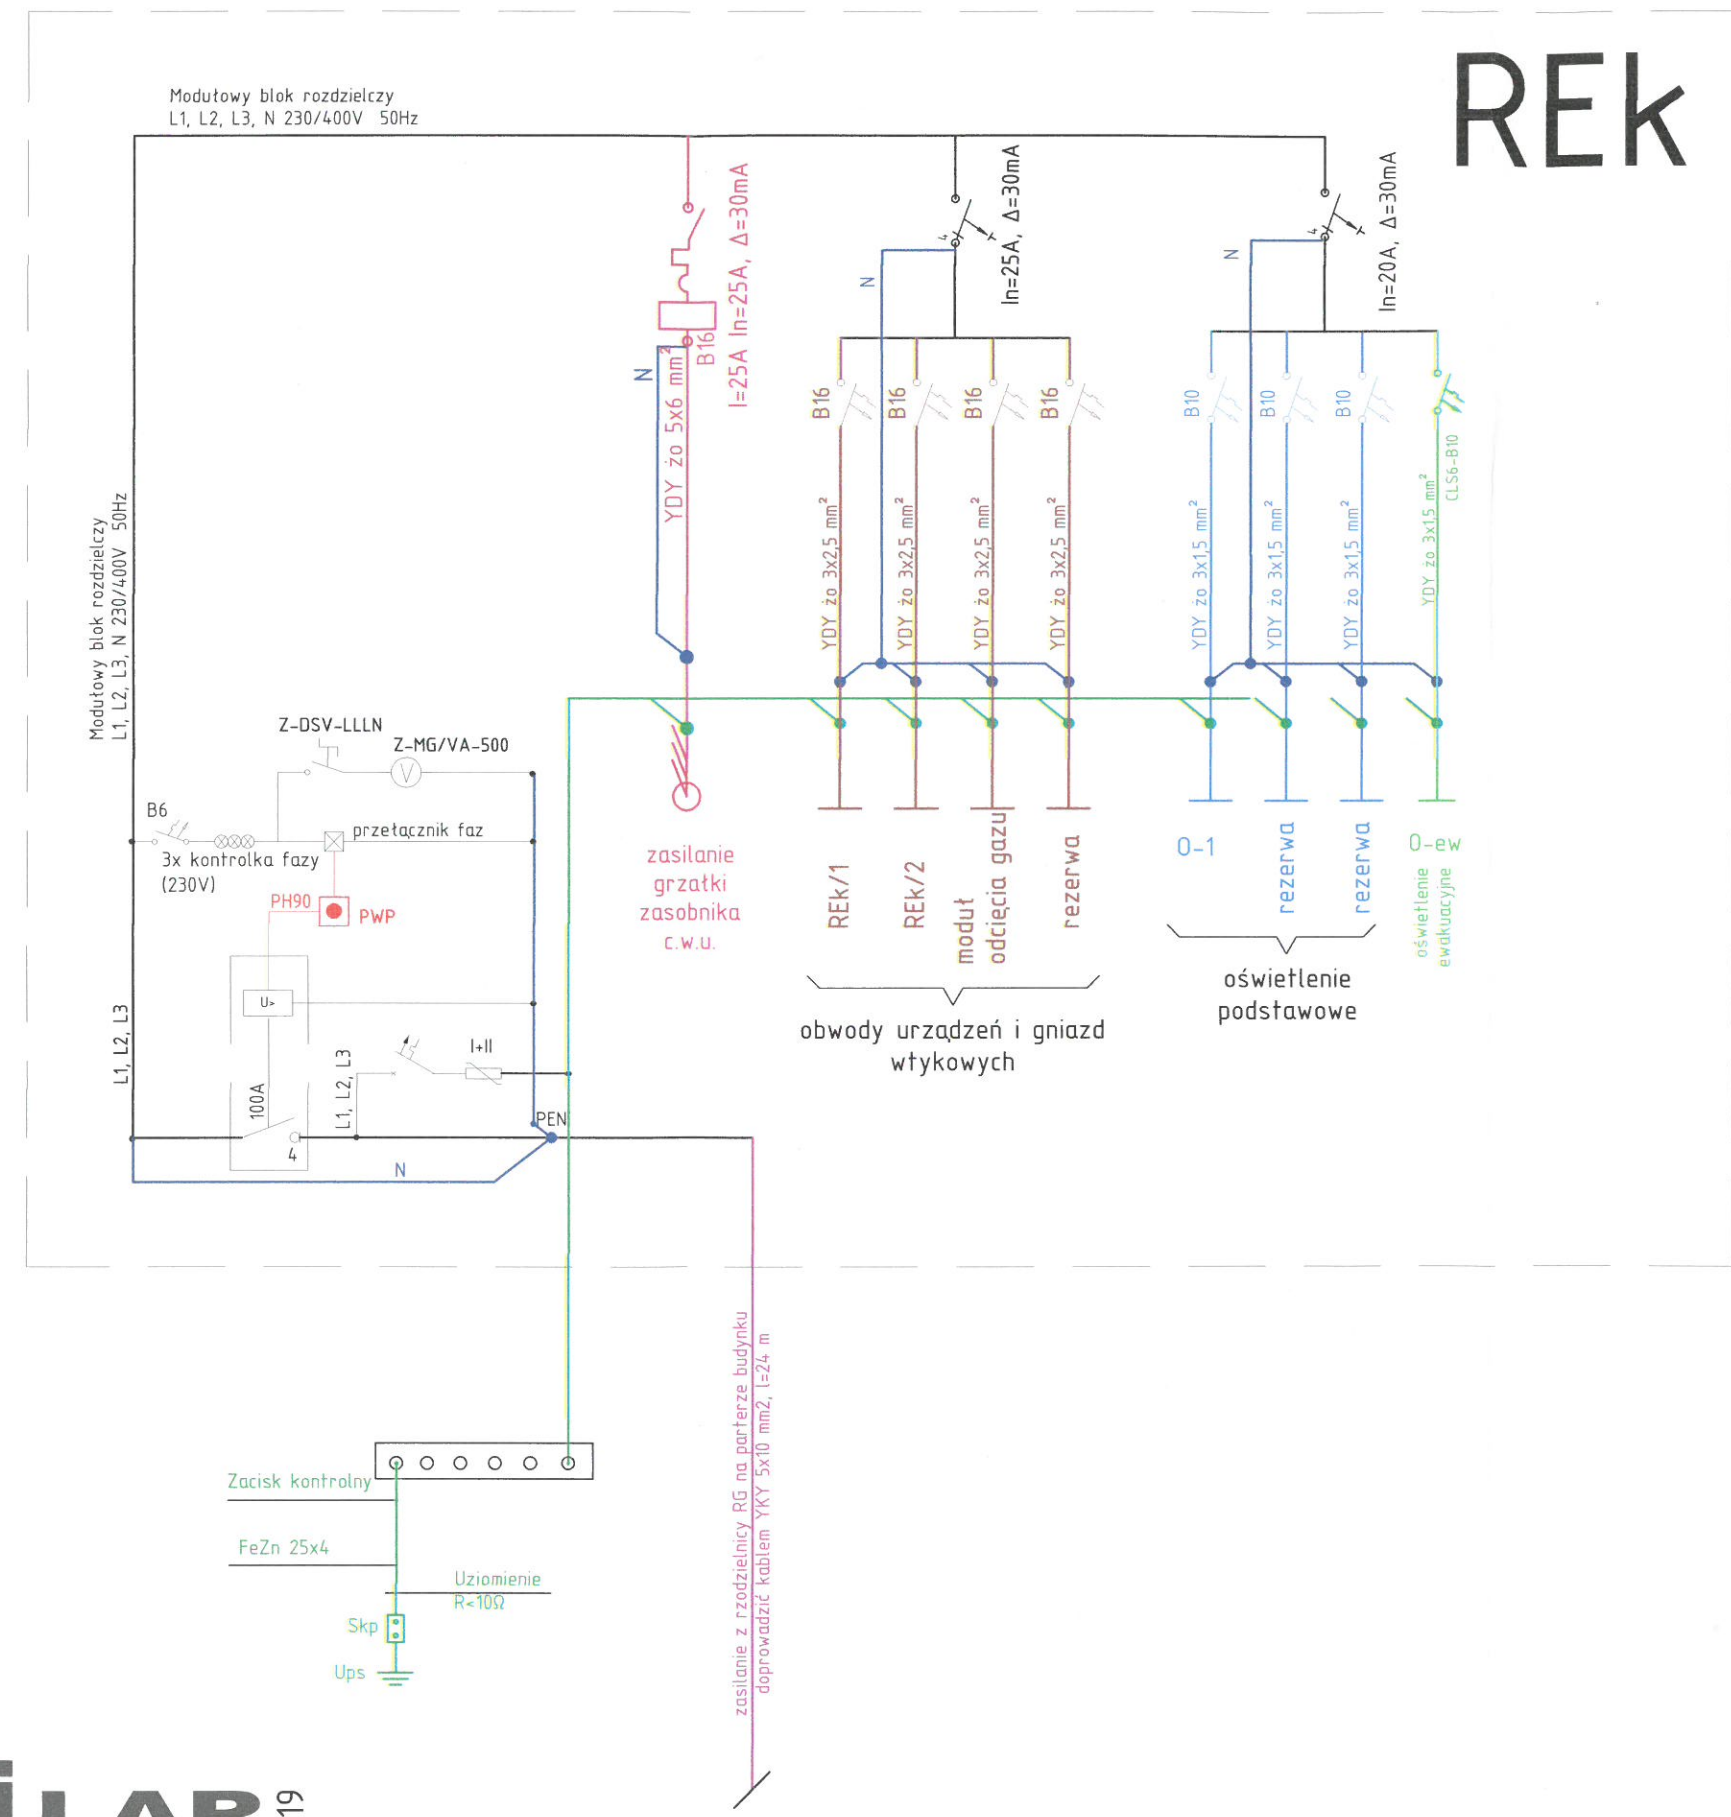 REk
Modułowy blok rozdzielczy
L1, L2, L3, N 230/400V 50Hz
Modułowy blok rozdzielczy
L1, L2, L3, N 230/400V 50Hz
I=25A In=25A, Δ=30mA
In=25A, Δ=30mA
In=20A, Δ=30mA
4
4
N
N
N
B16
YDY żo 5x6 mm²
B16
B16
B16
B16
B10
B10
B10
CLS6-B10
YDY żo 3x2,5 mm²
YDY żo 3x2,5 mm²
YDY żo 3x2,5 mm²
YDY żo 3x2,5 mm²
YDY żo 3x1,5 mm²
YDY żo 3x1,5 mm²
YDY żo 3x1,5 mm²
YDY żo 3x1,5 mm²
Z-DSV-LLLN
Z-MG/VA-500
V
B6
przełącznik faz
3x kontrolka fazy
(230V)
PH90
PWP
U>
100A
4
L1, L2, L3
L1, L2, L3
I+II
PEN
N
zasilanie
grzałki
zasobnika
c.w.u.
REk/1
REk/2
moduł
odcięcia gazu
rezerwa
obwody urządzeń i gniazd
wtykowych
O-1
rezerwa
rezerwa
O-ew
oświetlenie
ewakuacyjne
oświetlenie
podstawowe
zasilanie z rzodzielnicy RG na parterze budynku
doprowadzić kablem YKY 5x10 mm2, l=24 m
Zacisk kontrolny
FeZn 25x4
Uziomienie
R<10Ω
Skp
Ups
19